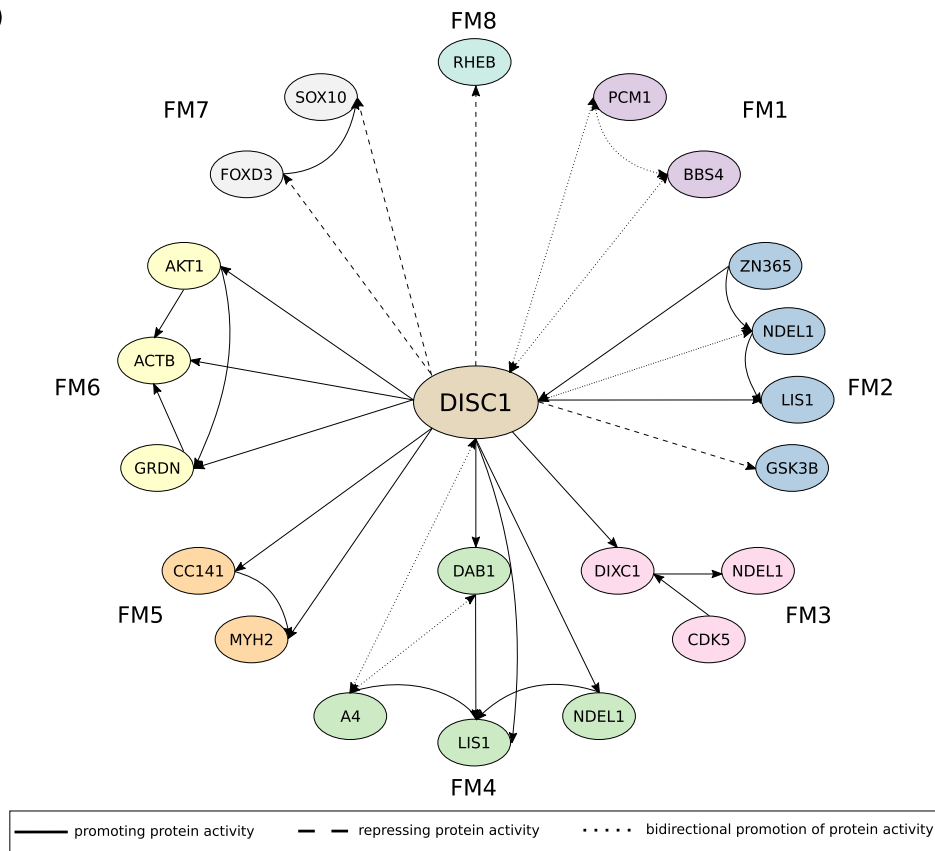 )
FM8
RHEB
SOX10
PCM1
FM7
FM1
FOXD3
BBS4
AKT1
ZN365
NDEL1
ACTB
FM6
DISC1
LIS1
FM2
GRDN
GSK3B
CC141
DAB1
DIXC1
NDEL1
FM5
FM3
MYH2
CDK5
A4
NDEL1
LIS1
FM4
promoting protein activity
repressing protein activity
bidirectional promotion of protein activity